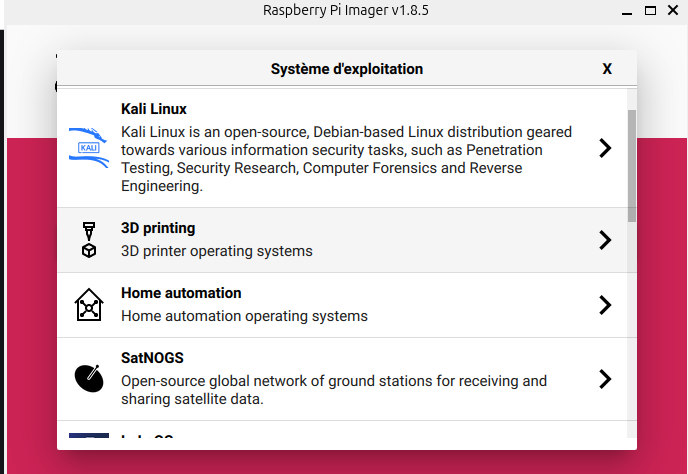 Raspberry Pi Imager v1.8.5
Système d'exploitation
X
Kali Linux
KALI
Kali Linux is an open-source, Debian-based Linux distribution geared
towards various information security tasks, such as Penetration
Testing, Security Research, Computer Forensics and Reverse
Engineering.
3D printing
3D printer operating systems
Home automation
Home automation operating systems
SatNOGS
Open-source global network of ground stations for receiving and
sharing satellite data.